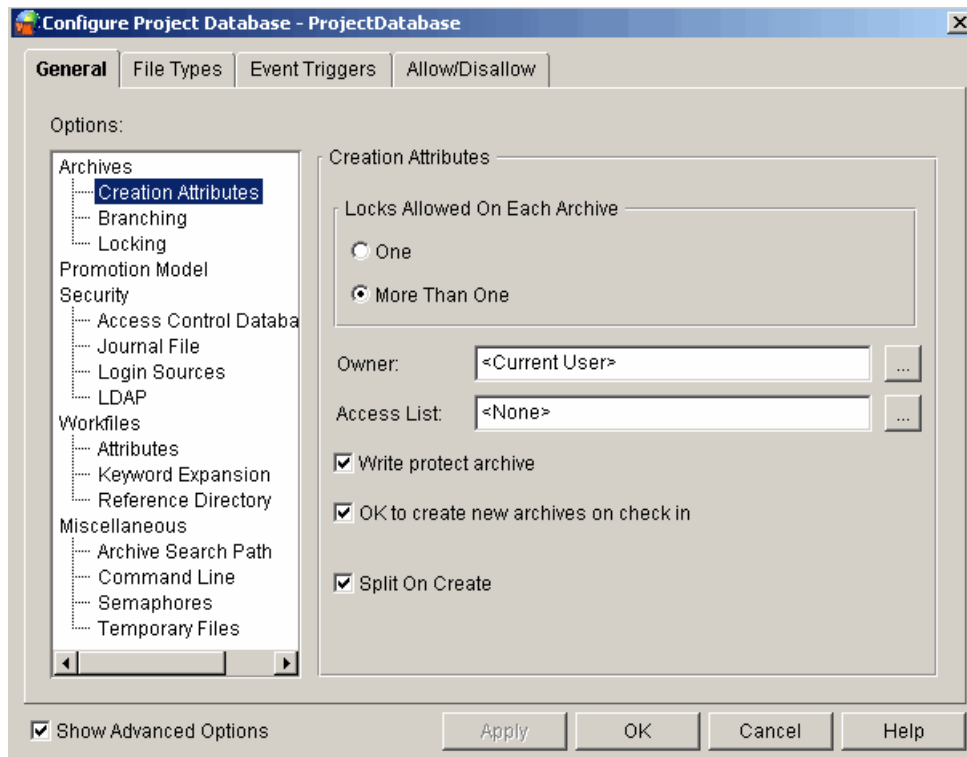 Configure Project Database - ProjectDatabase
General
File Types
Event Triggers
Allow/Disallow
Options:
Archives
Creation Attributes
Branching
Locking
Promotion Model
Security
Access Control Databa
Journal File
Login Sources
LDAP
Workfiles
Attributes
Keyword Expansion
Reference Directory
Miscellaneous
Archive Search Path
Command Line
Semaphores
Temporary Files
Creation Attributes
Locks Allowed On Each Archive
One
More Than One
Owner: <Current User> ...
Access List: <None> ...
Write protect archive
OK to create new archives on check in
Split On Create
Show Advanced Options
Apply
OK
Cancel
Help